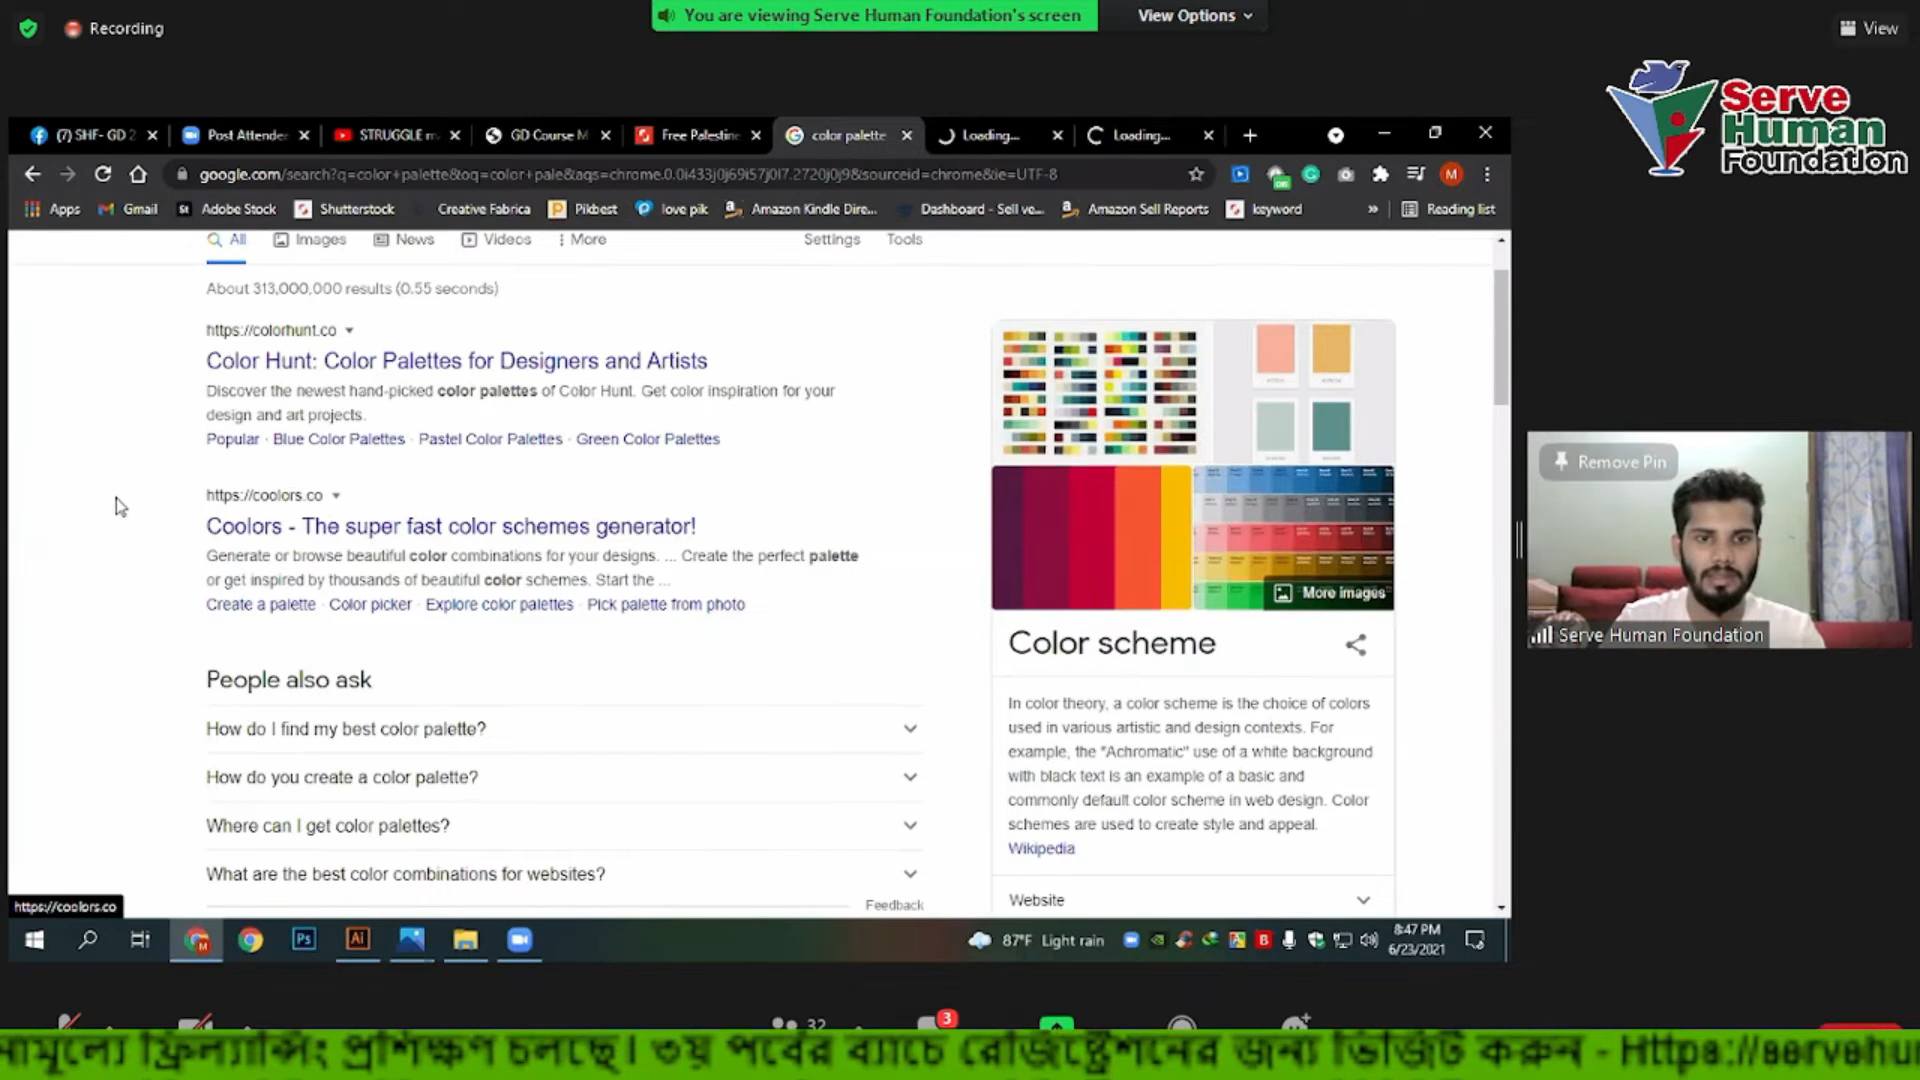 You are viewing Serve Human Foundation's screen
View Options
Recording
View
Serve
Human
Foundation
(7) SHF- GD 2
Post Attende
STRUGGLE m
GD Course M
Free Palestine
color palette
Loading...
Loading...
google.com/search?q=color+palette&oq=color+pale&aqs=chrome.0.0i433j0j69i57j0l7.2720j0j9&sourceid=chrome&ie=UTF-8
Apps
Gmail
Adobe Stock
Shutterstock
Creative Fabrica
Pikbest
love pik
Amazon Kindle Dire...
Dashboard - Sell ve...
Amazon Sell Reports
keyword
Reading list
All
Images
News
Videos
More
Settings
Tools
About 313,000,000 results (0.55 seconds)
https://colorhunt.co
Color Hunt: Color Palettes for Designers and Artists
Discover the newest hand-picked color palettes of Color Hunt. Get color inspiration for your
design and art projects.
Popular · Blue Color Palettes · Pastel Color Palettes · Green Color Palettes
https://coolors.co
Coolors - The super fast color schemes generator!
Generate or browse beautiful color combinations for your designs. ... Create the perfect palette
or get inspired by thousands of beautiful color schemes. Start the ...
Create a palette · Color picker · Explore color palettes · Pick palette from photo
People also ask
How do I find my best color palette?
How do you create a color palette?
Where can I get color palettes?
What are the best color combinations for websites?
Feedback
More images
Color scheme
In color theory, a color scheme is the choice of colors
used in various artistic and design contexts. For
example, the "Achromatic" use of a white background
with black text is an example of a basic and
commonly default color scheme in web design. Color
schemes are used to create style and appeal.
Wikipedia
Website
https://coolors.co
Remove Pin
Serve Human Foundation
Ps
Ai
87°F Light rain
8:47 PM
6/23/2021
32
3
ফ্রিল্যান্সিং প্রশিক্ষণ চলছে। ৩য় পর্বের ব্যাচে রেজিস্ট্রেশনের জন্য ভিজিট করুন - Https://servehu